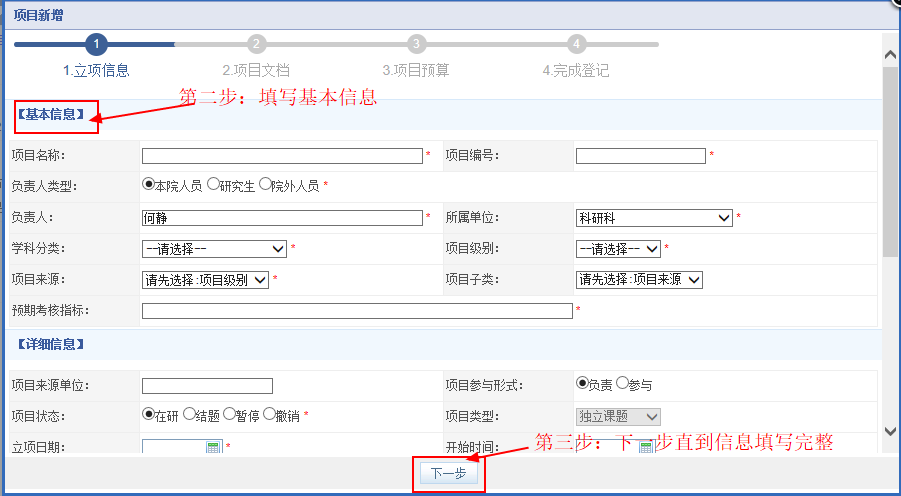 项目新增
1 2 3 4
1.立项信息 2.项目文档 3.项目预算 4.完成登记
第二步：填写基本信息
【基本信息】
项目名称： * 项目编号： *
负责人类型： 本院人员 研究生 院外人员 *
负责人： 何静 * 所属单位： 科研科 *
学科分类： --请选择-- * 项目级别： --请选择-- *
项目来源： 请先选择:项目级别 * 项目子类： 请先选择:项目来源
预期考核指标： *
【详细信息】
项目来源单位： 项目参与形式： 负责 参与
项目状态： 在研 结题 暂停 撤销 * 项目类型： 独立课题
立项日期： * 开始时间：
第三步：下一步直到信息填写完整
下一步